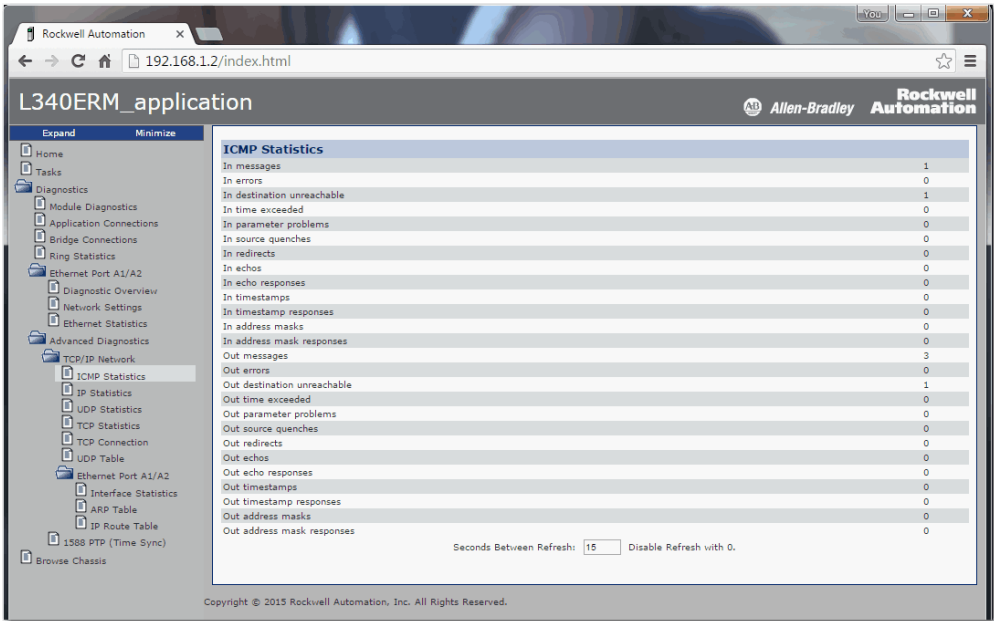 You
Rockwell Automation
192.168.1.2/index.html
L340ERM_application
AB Allen-Bradley
Rockwell
Automation
Expand Minimize
Home
Tasks
Diagnostics
Module Diagnostics
Application Connections
Bridge Connections
Ring Statistics
Ethernet Port A1/A2
Diagnostic Overview
Network Settings
Ethernet Statistics
Advanced Diagnostics
TCP/IP Network
ICMP Statistics
IP Statistics
UDP Statistics
TCP Statistics
TCP Connection
UDP Table
Ethernet Port A1/A2
Interface Statistics
ARP Table
IP Route Table
1588 PTP (Time Sync)
Browse Chassis
ICMP Statistics
In messages 1
In errors 0
In destination unreachable 1
In time exceeded 0
In parameter problems 0
In source quenches 0
In redirects 0
In echos 0
In echo responses 0
In timestamps 0
In timestamp responses 0
In address masks 0
In address mask responses 0
Out messages 3
Out errors 0
Out destination unreachable 1
Out time exceeded 0
Out parameter problems 0
Out source quenches 0
Out redirects 0
Out echos 0
Out echo responses 0
Out timestamps 0
Out timestamp responses 0
Out address masks 0
Out address mask responses 0
Seconds Between Refresh: 15 Disable Refresh with 0.
Copyright © 2015 Rockwell Automation, Inc. All Rights Reserved.